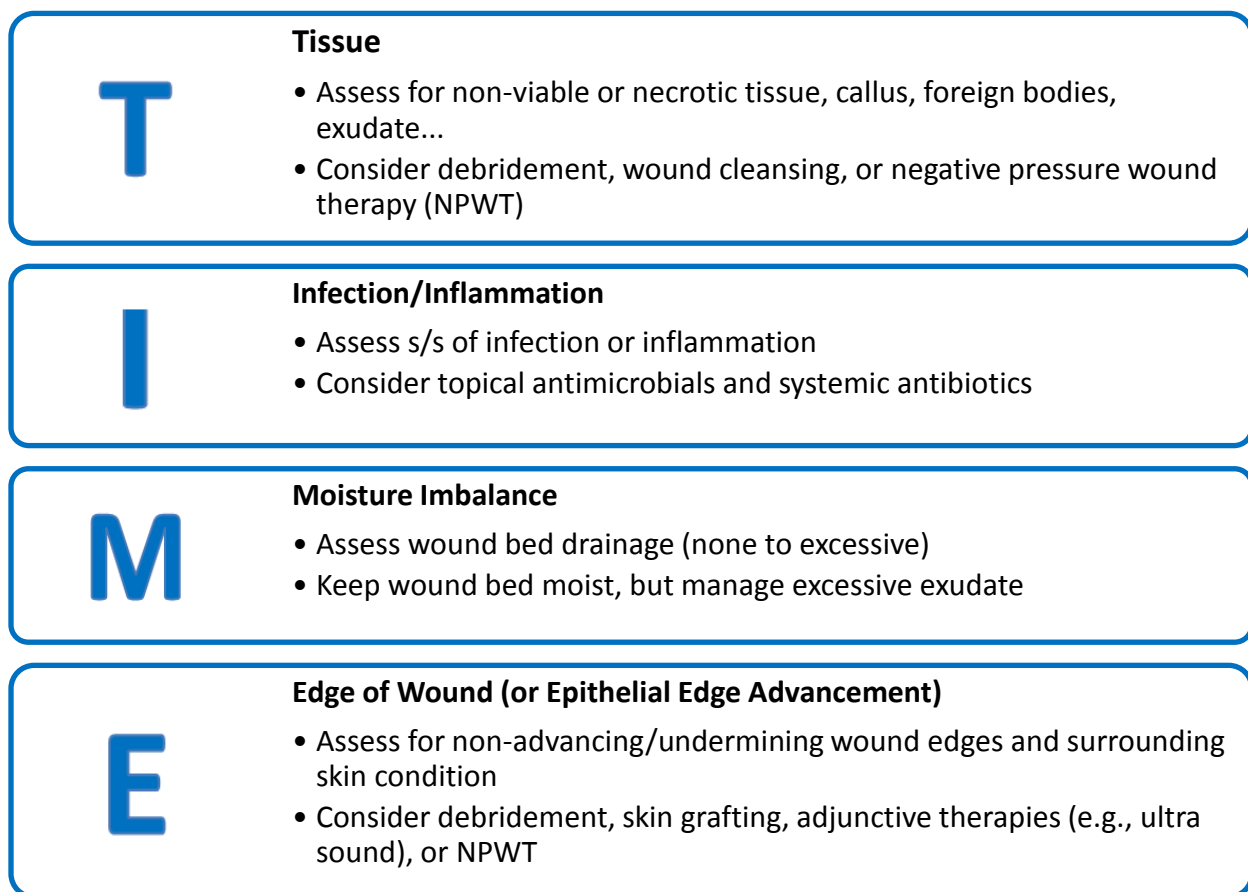 T
Tissue
• Assess for non-viable or necrotic tissue, callus, foreign bodies,
exudate...
• Consider debridement, wound cleansing, or negative pressure wound
therapy (NPWT)
I
Infection/Inflammation
• Assess s/s of infection or inflammation
• Consider topical antimicrobials and systemic antibiotics
M
Moisture Imbalance
• Assess wound bed drainage (none to excessive)
• Keep wound bed moist, but manage excessive exudate
E
Edge of Wound (or Epithelial Edge Advancement)
• Assess for non-advancing/undermining wound edges and surrounding
skin condition
• Consider debridement, skin grafting, adjunctive therapies (e.g., ultra
sound), or NPWT